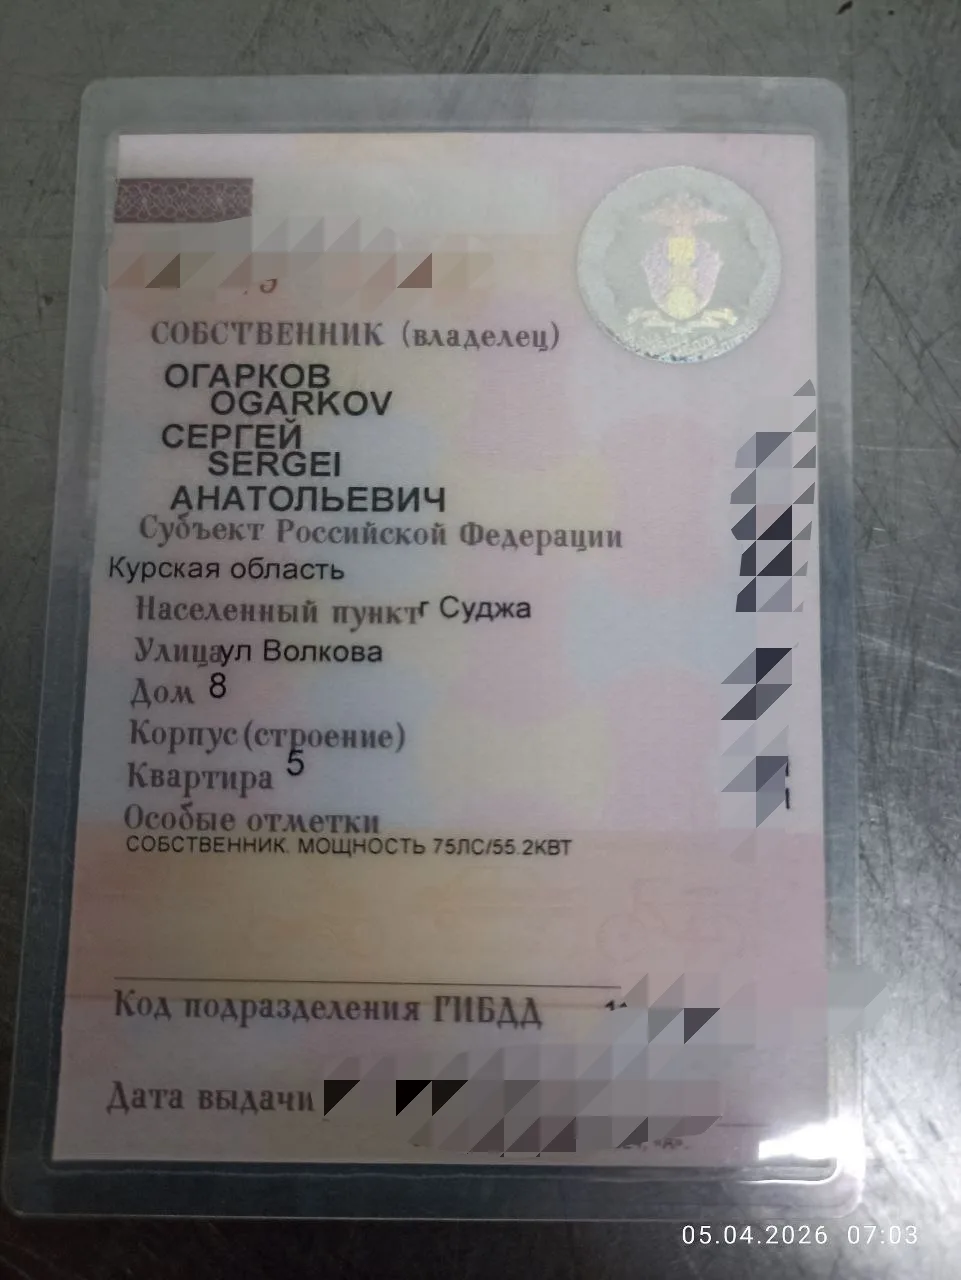 СОБСТВЕННИК (владелец)
ОГАРКОВ
OGARKOV
СЕРГЕЙ
SERGEI
АНАТОЛЬЕВИЧ
Субъект Российской Федерации
Курская область
Населенный пункт г Суджа
Улица ул Волкова
Дом 8
Корпус (строение)
Квартира 5
Особые отметки
СОБСТВЕННИК. МОЩНОСТЬ 75ЛС/55.2КВТ
Код подразделения ГИБДД
Дата выдачи
05.04.2026 07:03